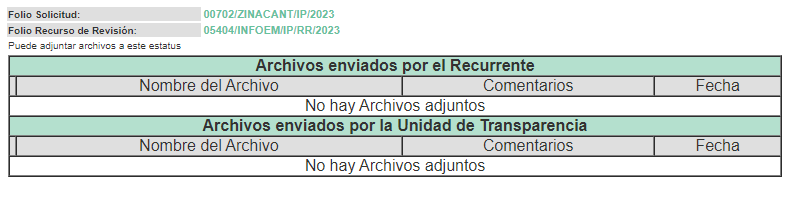 Folio Solicitud: 00702/ZINACANT/IP/2023
Folio Recurso de Revisión: 05404/INFOEM/IP/RR/2023
Puede adjuntar archivos a este estatus
Archivos enviados por el Recurrente
Nombre del Archivo Comentarios Fecha
No hay Archivos adjuntos
Archivos enviados por la Unidad de Transparencia
Nombre del Archivo Comentarios Fecha
No hay Archivos adjuntos